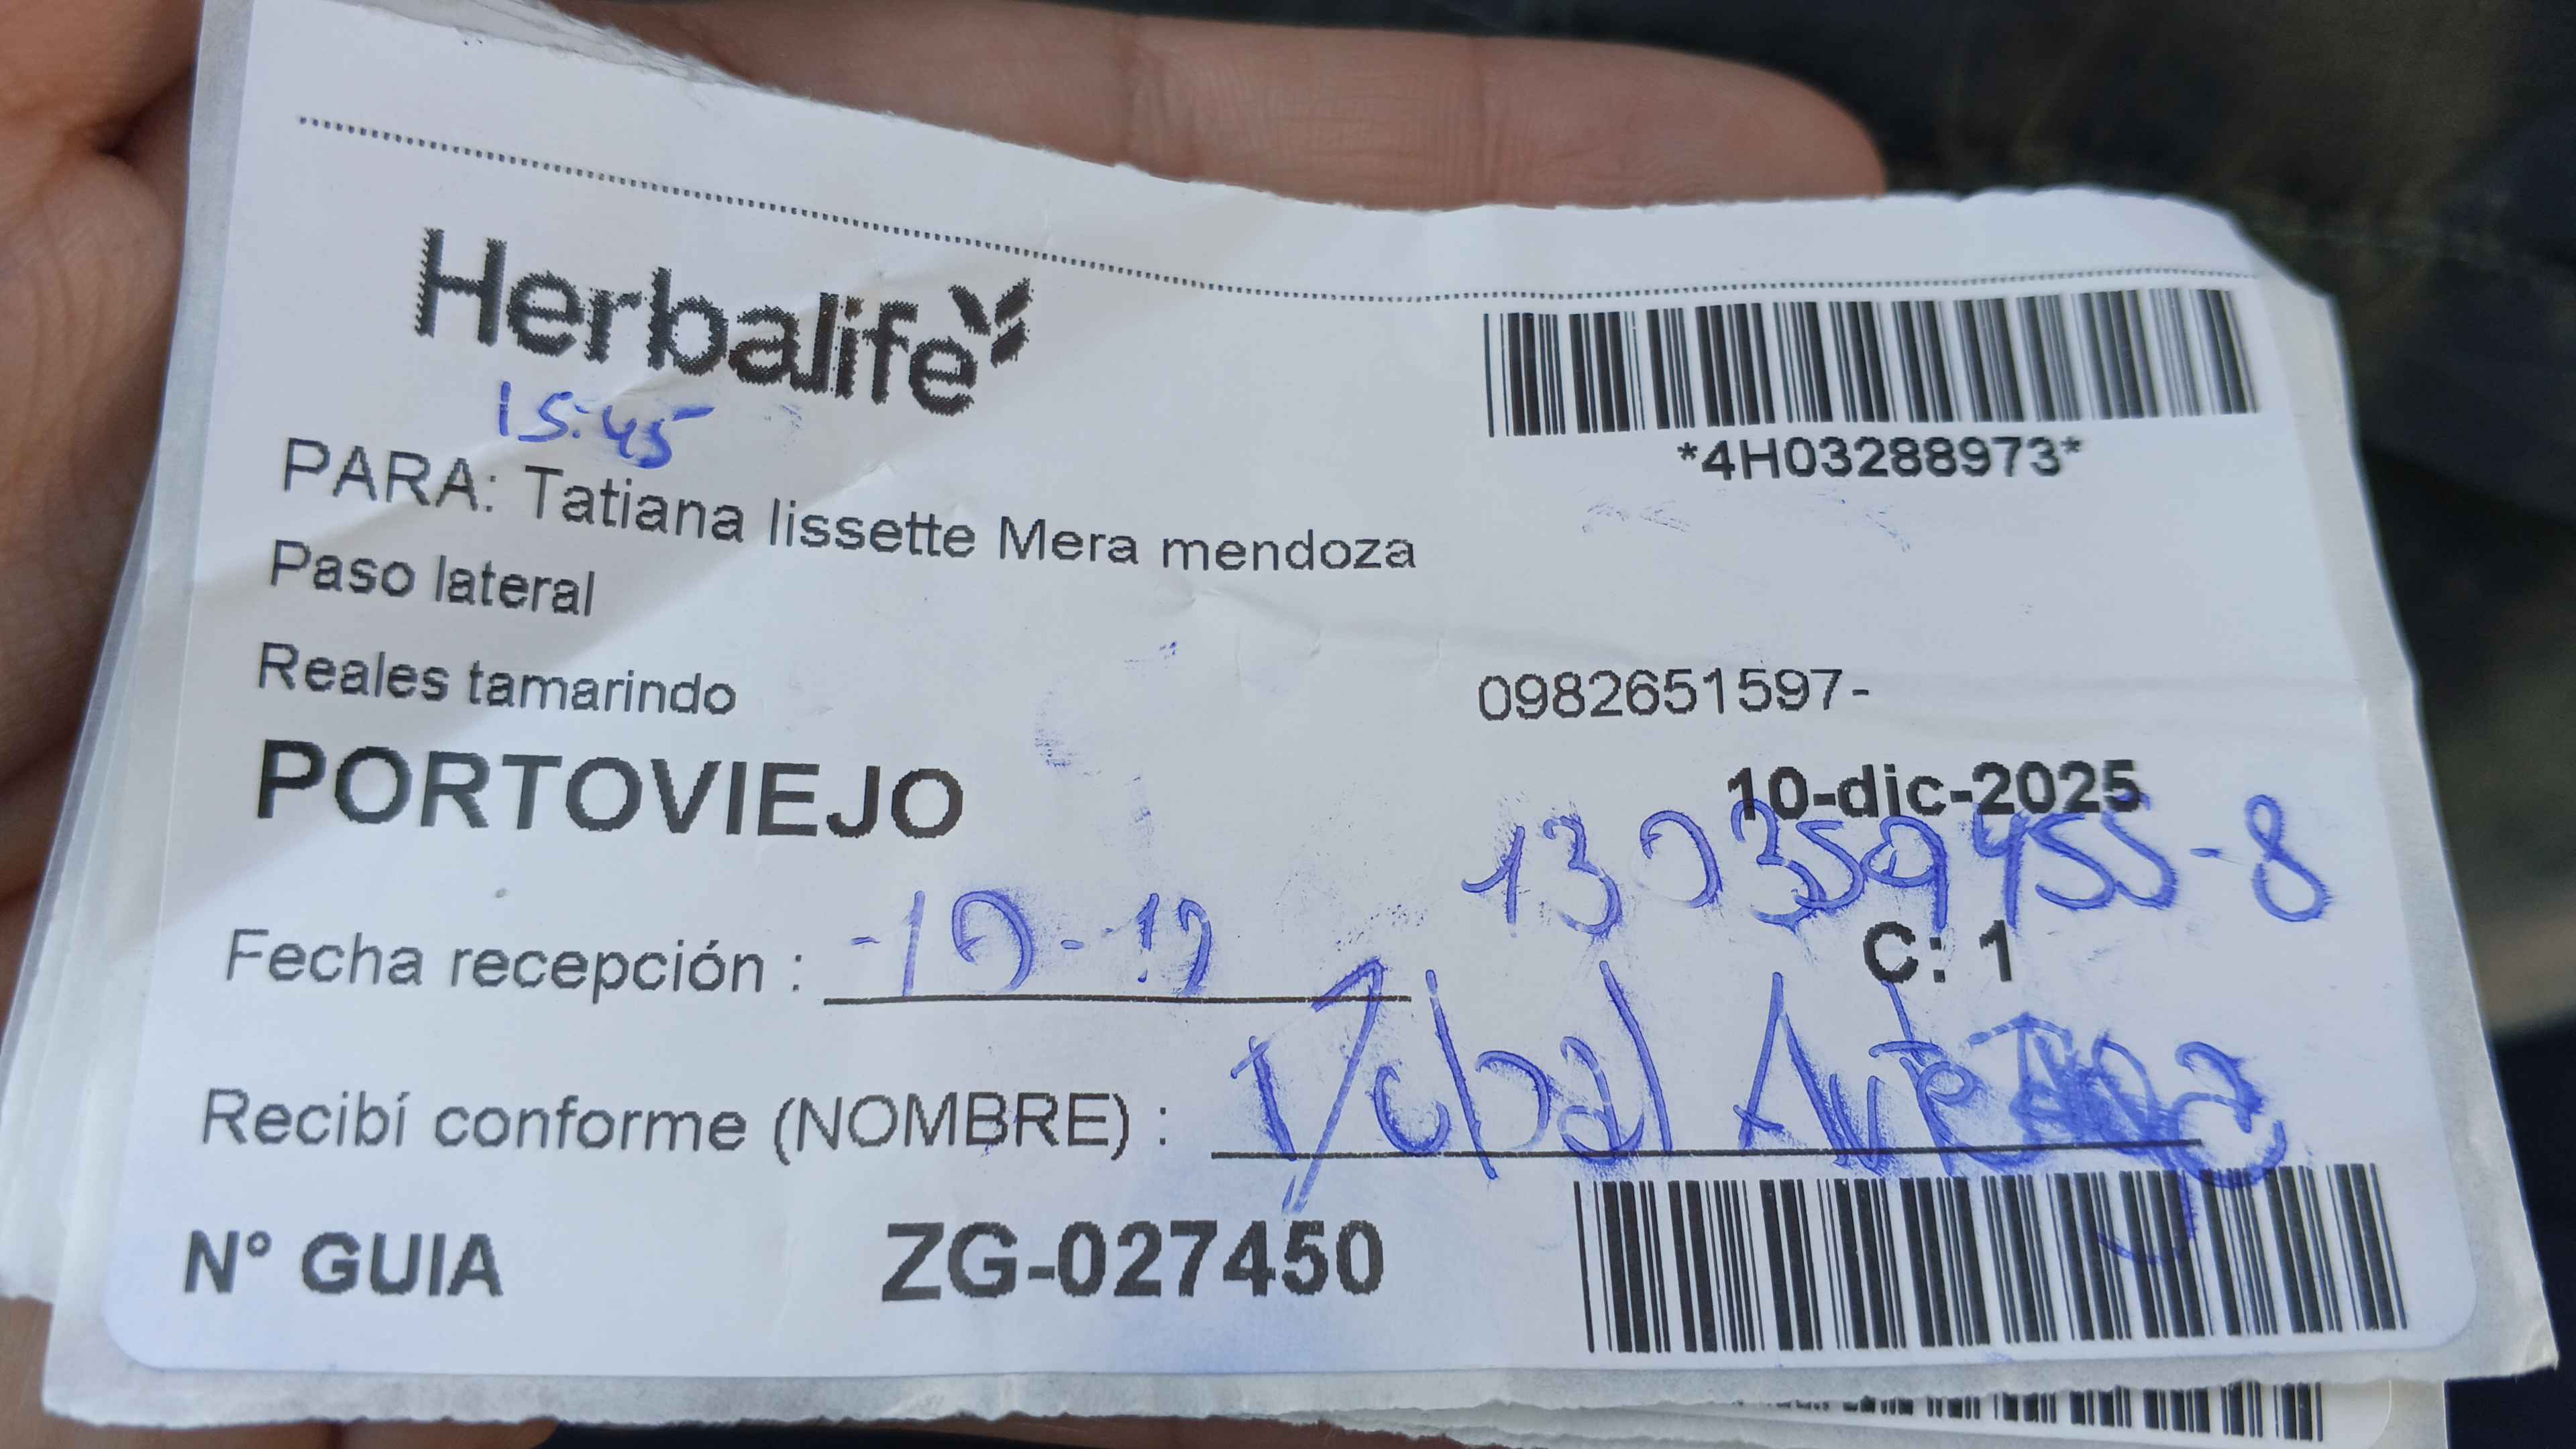 Herbalife
15:45
*4H03288973*
PARA: Tatiana lissette Mera mendoza
Paso lateral
Reales tamarindo
0982651597-
PORTOVIEJO
10-dic-2025
130359455-8
Fecha recepción : -10-12
C: 1
Recibí conforme (NOMBRE) :
N° GUIA ZG-027450